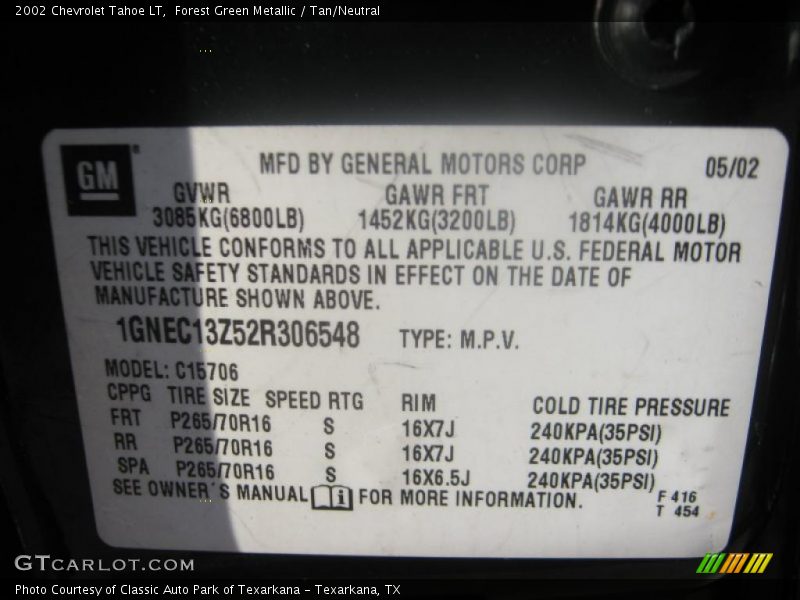 2002 Chevrolet Tahoe LT, Forest Green Metallic / Tan/Neutral
GM MFD BY GENERAL MOTORS CORP 05/02
GVWR GAWR FRT GAWR RR
3085KG(6800LB) 1452KG(3200LB) 1814KG(4000LB)
THIS VEHICLE CONFORMS TO ALL APPLICABLE U.S. FEDERAL MOTOR
VEHICLE SAFETY STANDARDS IN EFFECT ON THE DATE OF
MANUFACTURE SHOWN ABOVE.
1GNEC13Z52R306548 TYPE: M.P.V.
MODEL: C15706
CPPG TIRE SIZE SPEED RTG RIM COLD TIRE PRESSURE
FRT P265/70R16 S 16X7J 240KPA(35PSI)
RR P265/70R16 S 16X7J 240KPA(35PSI)
SPA P265/70R16 S 16X6.5J 240KPA(35PSI)
SEE OWNER'S MANUAL i FOR MORE INFORMATION.
F 416
T 454
GTCARLOT.COM
Photo Courtesy of Classic Auto Park of Texarkana - Texarkana, TX